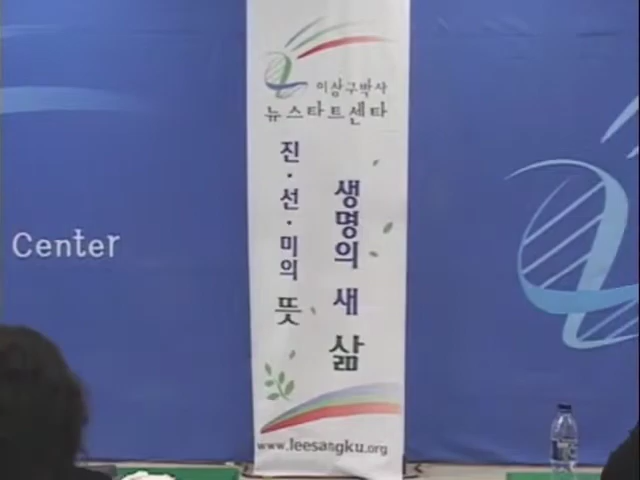 이상구박사
뉴스타트센타
진·선·미의 뜻
생명의 새 삶
www.leesangku.org
Center